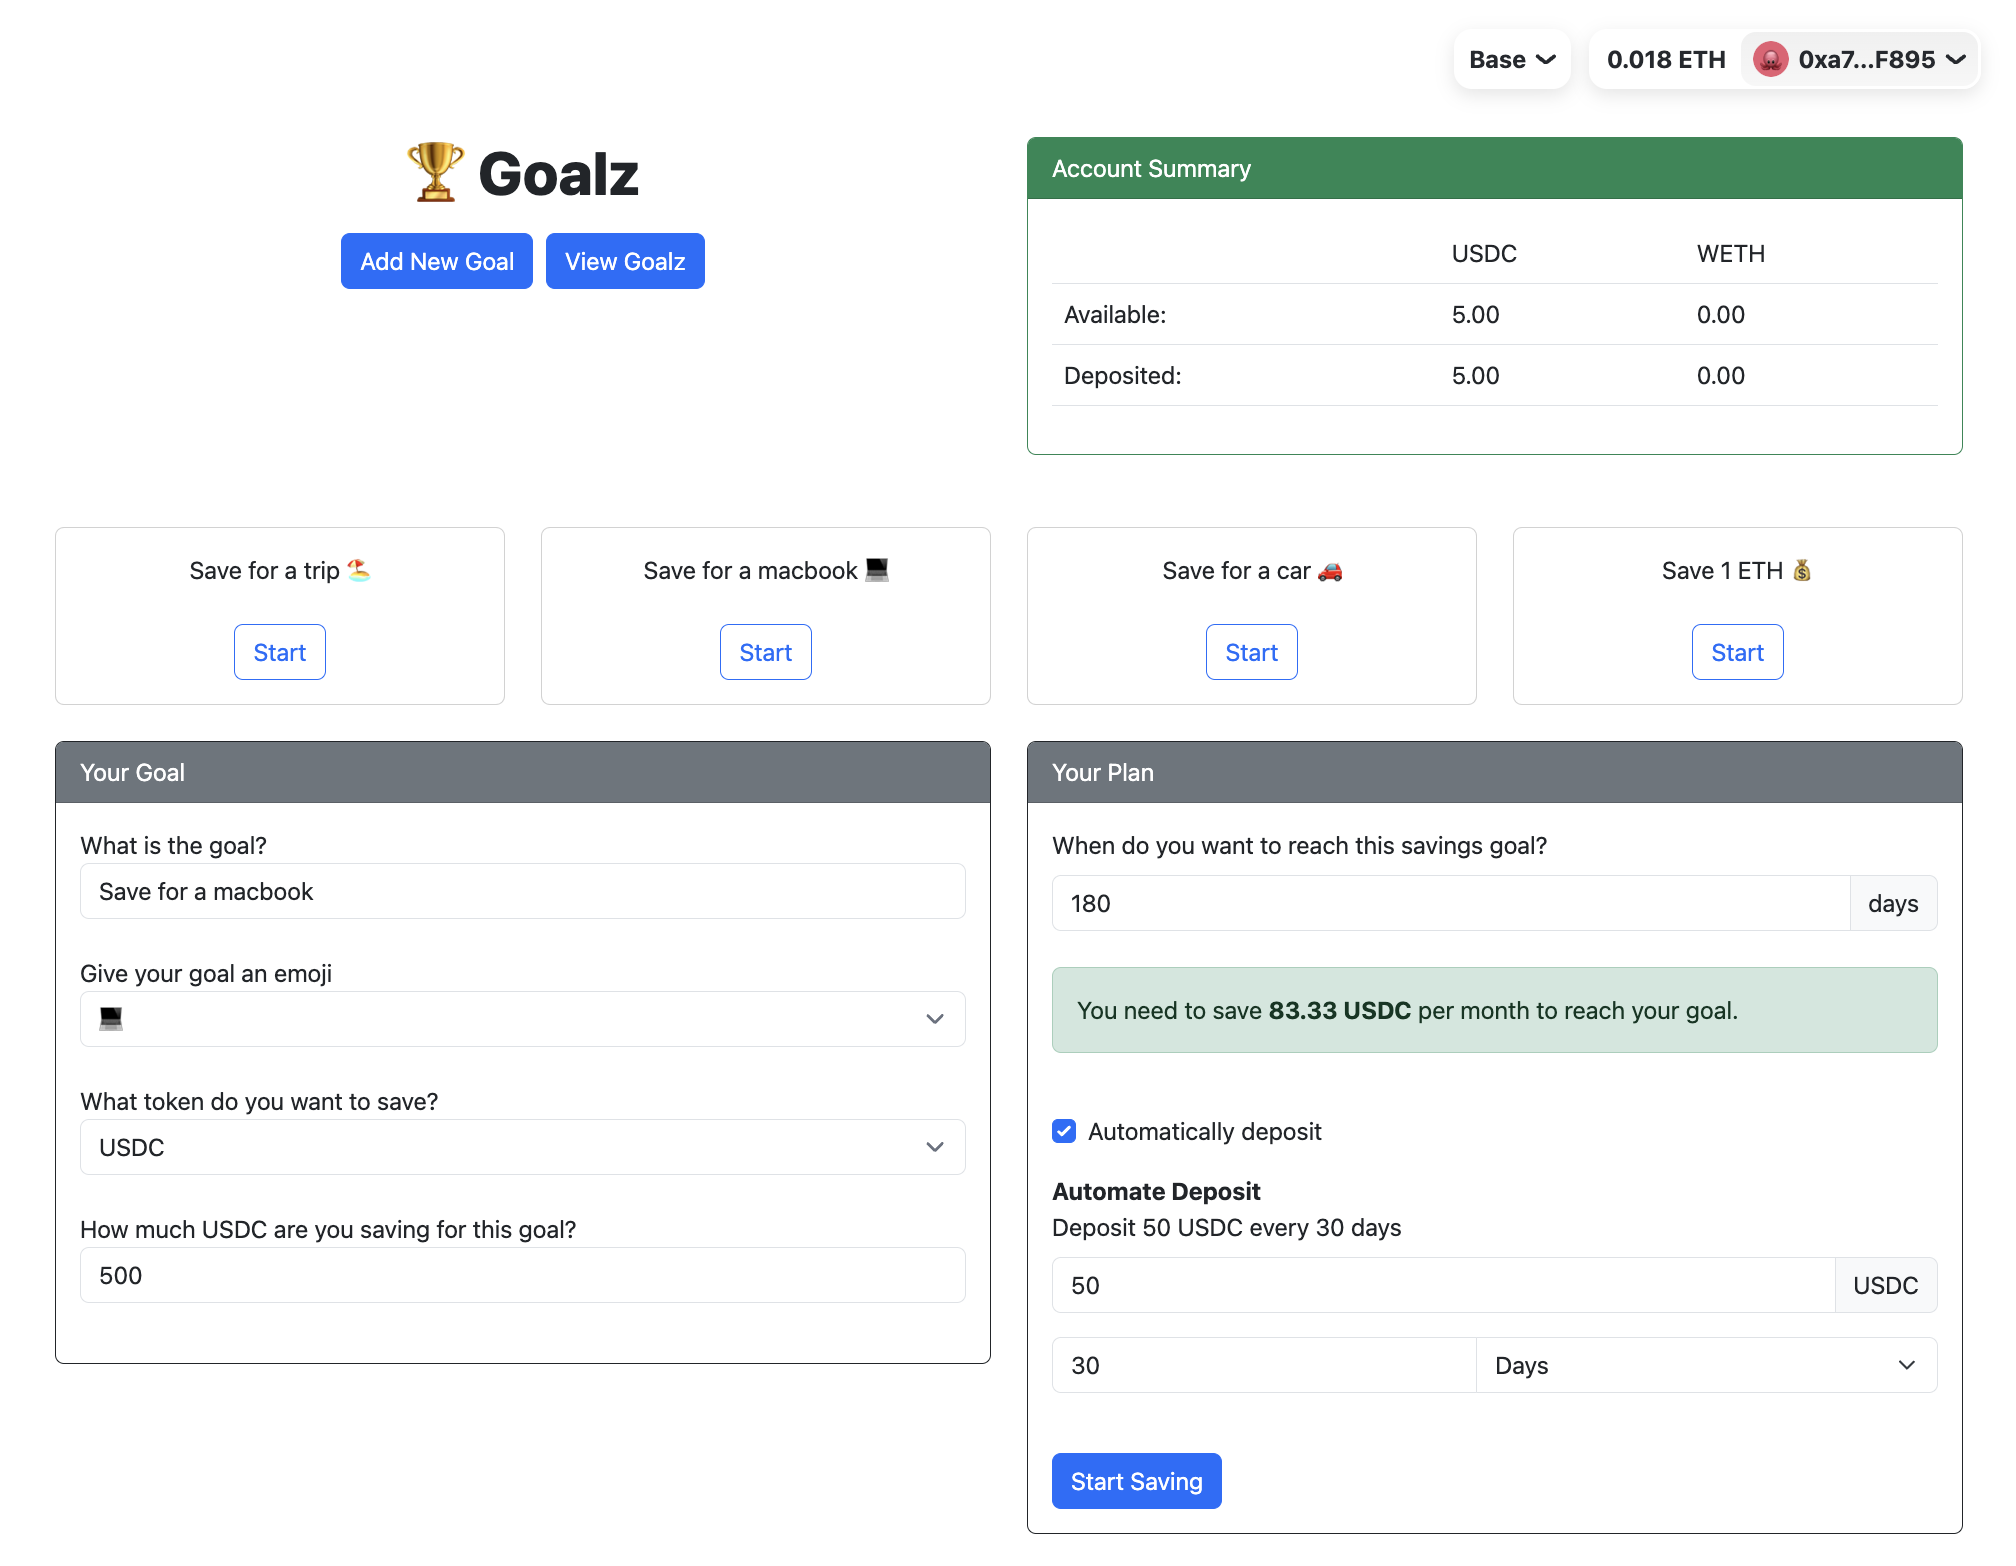 Base
0.018 ETH
0xa7...F895
🏆 Goalz
Add New Goal
View Goalz
Account Summary
USDC WETH
Available: 5.00 0.00
Deposited: 5.00 0.00
Save for a trip 🏖️
Start
Save for a macbook 💻
Start
Save for a car 🚗
Start
Save 1 ETH 💰
Start
Your Goal
What is the goal?
Save for a macbook
Give your goal an emoji
💻
What token do you want to save?
USDC
How much USDC are you saving for this goal?
500
Your Plan
When do you want to reach this savings goal?
180 days
You need to save 83.33 USDC per month to reach your goal.
Automatically deposit
Automate Deposit
Deposit 50 USDC every 30 days
50 USDC
30 Days
Start Saving